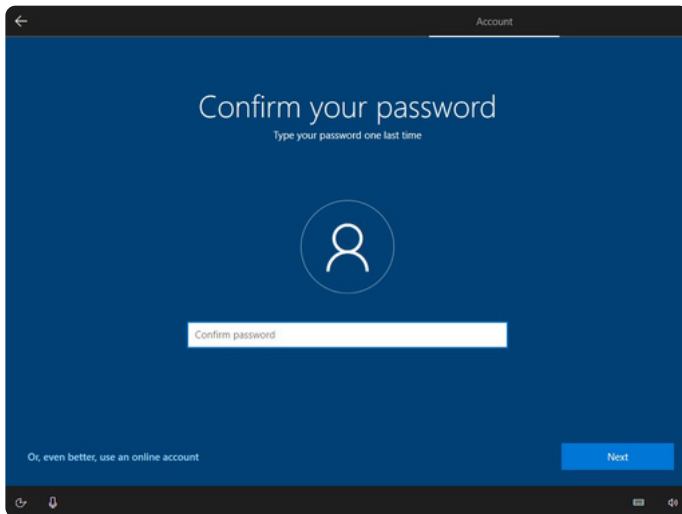 Account
Confirm your password
Type your password one last time
Confirm password
Or, even better, use an online account
Next